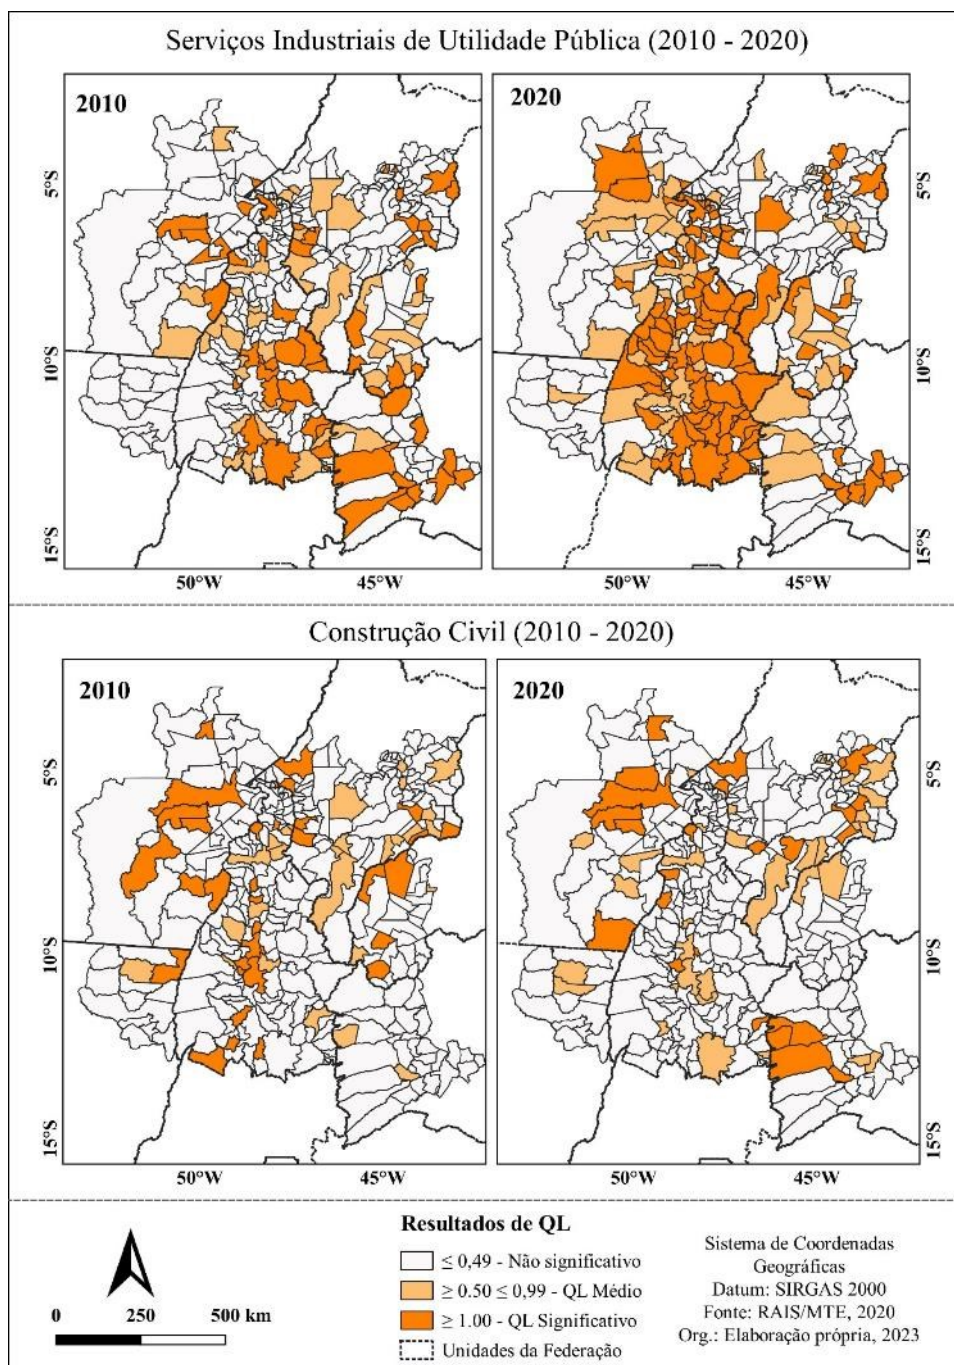 Serviços Industriais de Utilidade Pública (2010 - 2020)
2010
2020
5°S
10°S
15°S
5°S
10°S
15°S
50°W
45°W
50°W
45°W
Construção Civil (2010 - 2020)
2010
2020
5°S
10°S
15°S
5°S
10°S
15°S
50°W
45°W
50°W
45°W
Resultados de QL
≤ 0,49 - Não significativo
≥ 0.50 ≤ 0,99 - QL Médio
≥ 1.00 - QL Significativo
Unidades da Federação
0 250 500 km
Sistema de Coordenadas
Geográficas
Datum: SIRGAS 2000
Fonte: RAIS/MTE, 2020
Org.: Elaboração própria, 2023